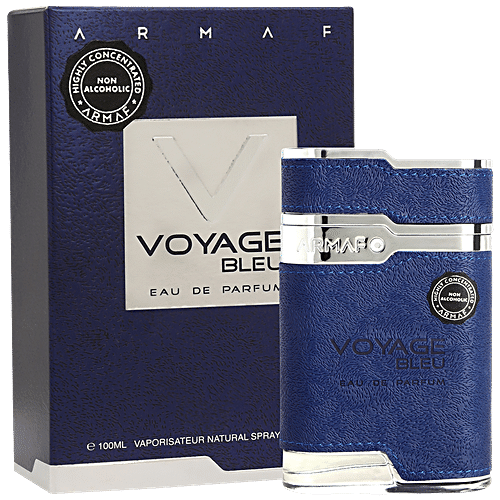 ARMAF
HIGHLY CONCENTRATED
NON
ALCOHOLIC
ARMAF
V
VOYAGE
BLEU
EAU DE PARFUM
e 100ML VAPORISATEUR NATURAL SPRAY
ARMAF
HIGHLY CONCENTRATED
NON
ALCOHOLIC
ARMAF
VOYAGE
BLEU
EAU DE PARFUM